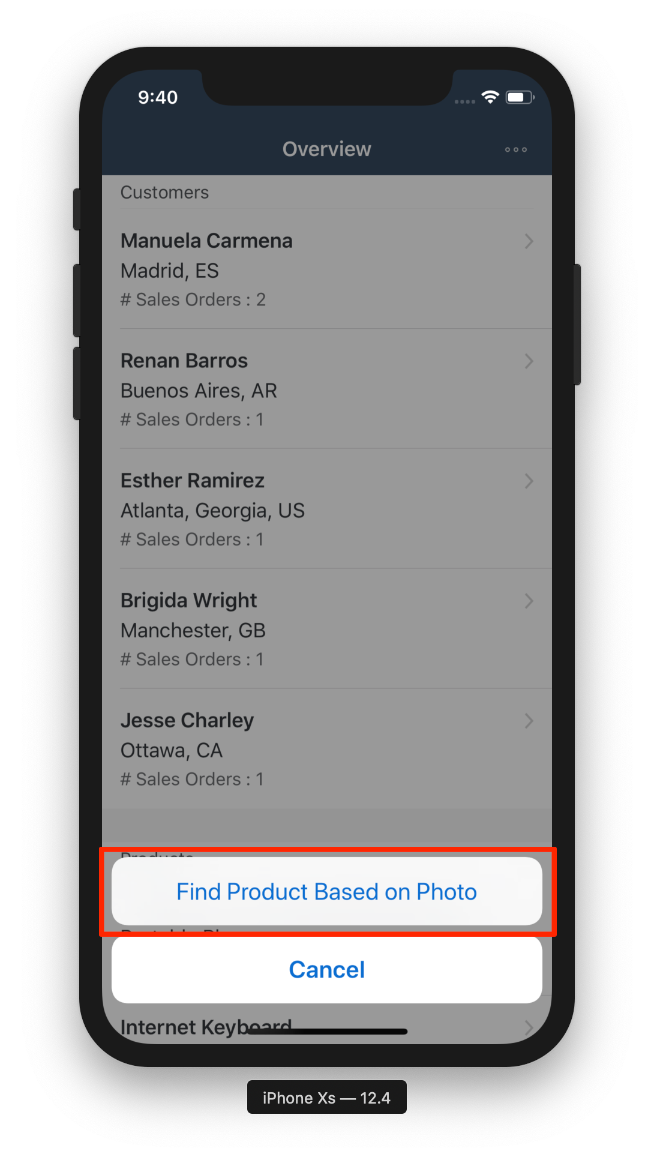 9:40
Overview
Customers
Manuela Carmena
Madrid, ES
# Sales Orders : 2
Renan Barros
Buenos Aires, AR
# Sales Orders : 1
Esther Ramirez
Atlanta, Georgia, US
# Sales Orders : 1
Brigida Wright
Manchester, GB
# Sales Orders : 1
Jesse Charley
Ottawa, CA
# Sales Orders : 1
Products
Find Product Based on Photo
Cancel
Internet Keyboard
iPhone Xs — 12.4